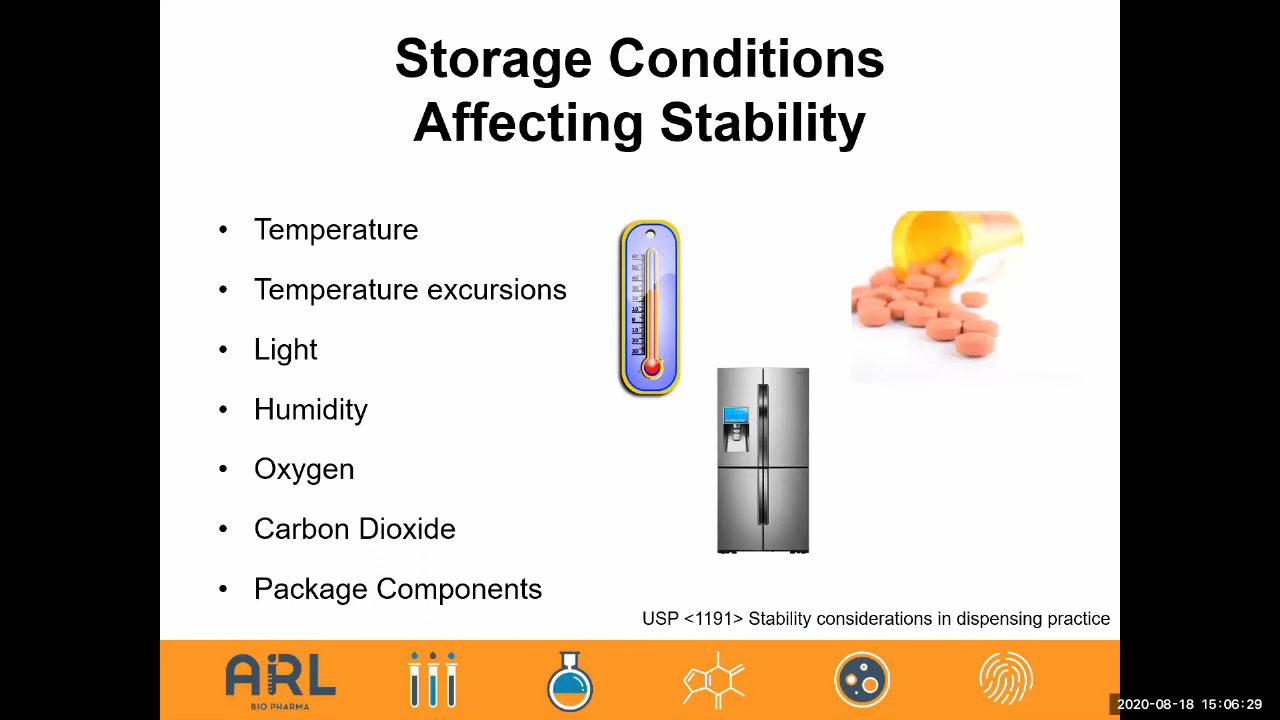 Storage Conditions
Affecting Stability
• Temperature
• Temperature excursions
• Light
• Humidity
• Oxygen
• Carbon Dioxide
• Package Components
USP <1191> Stability considerations in dispensing practice
ARL
BIO PHARMA
2020-08-18 15:06:29